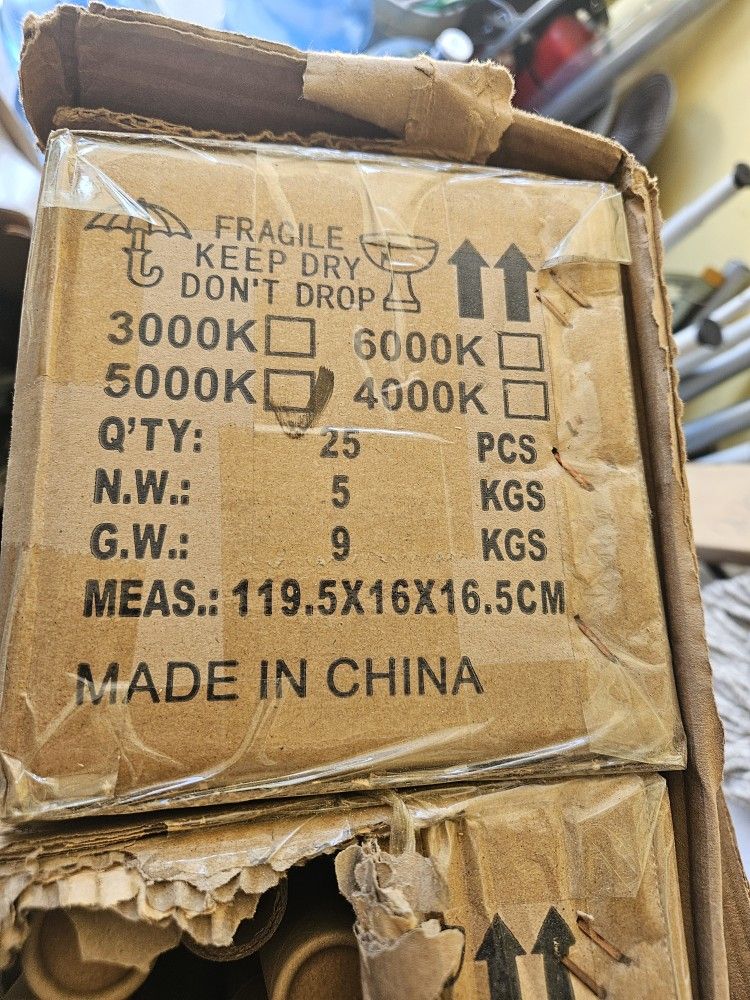 FRAGILE
KEEP DRY
DON'T DROP
3000K 6000K
5000K 4000K
Q'TY: 25 PCS
N.W.: 5 KGS
G.W.: 9 KGS
MEAS.: 119.5X16X16.5CM
MADE IN CHINA